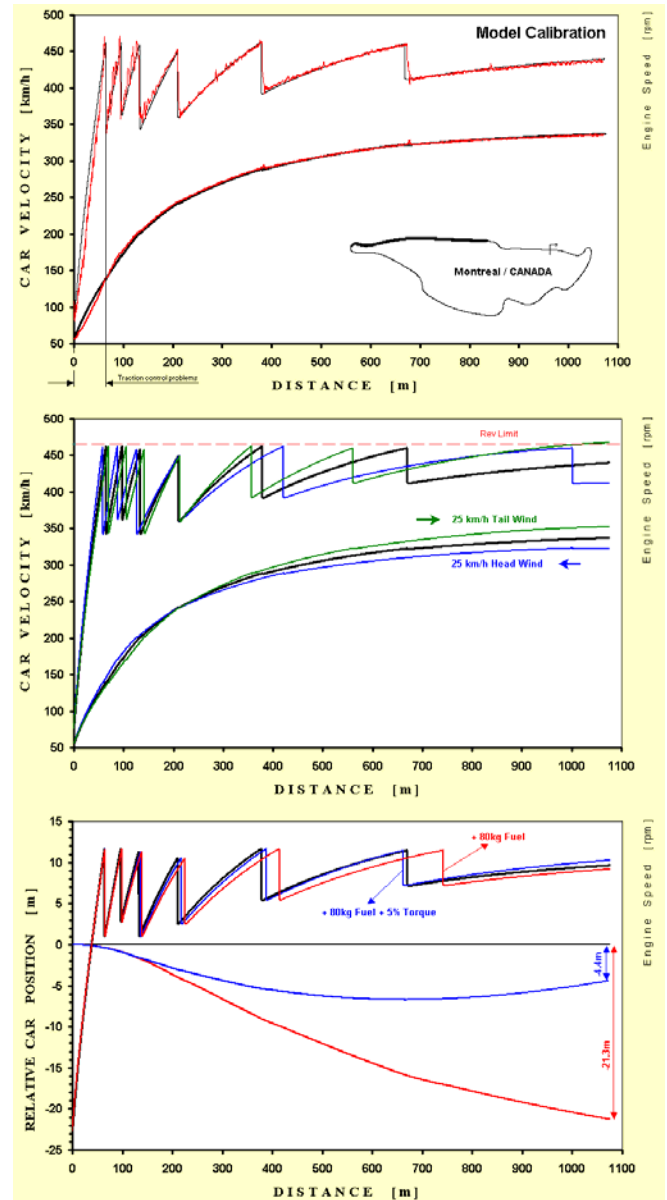 Model Calibration
Engine Speed [rpm]
CAR VELOCITY [km/h]
500
450
400
350
300
250
200
150
100
50
Montreal / CANADA
0 100 200 300 400 500 600 700 800 900 1000 1100
Traction control problems
DISTANCE [m]
Engine Speed [rpm]
CAR VELOCITY [km/h]
500
450
400
350
300
250
200
150
100
50
Rev Limit
25 km/h Tail Wind
25 km/h Head Wind
0 100 200 300 400 500 600 700 800 900 1000 1100
DISTANCE [m]
Engine Speed [rpm]
RELATIVE CAR POSITION [m]
15
10
5
0
-5
-10
-15
-20
-25
+ 80kg Fuel
+ 80kg Fuel + 5% Torque
-4.4m
-21.3m
0 100 200 300 400 500 600 700 800 900 1000 1100
DISTANCE [m]